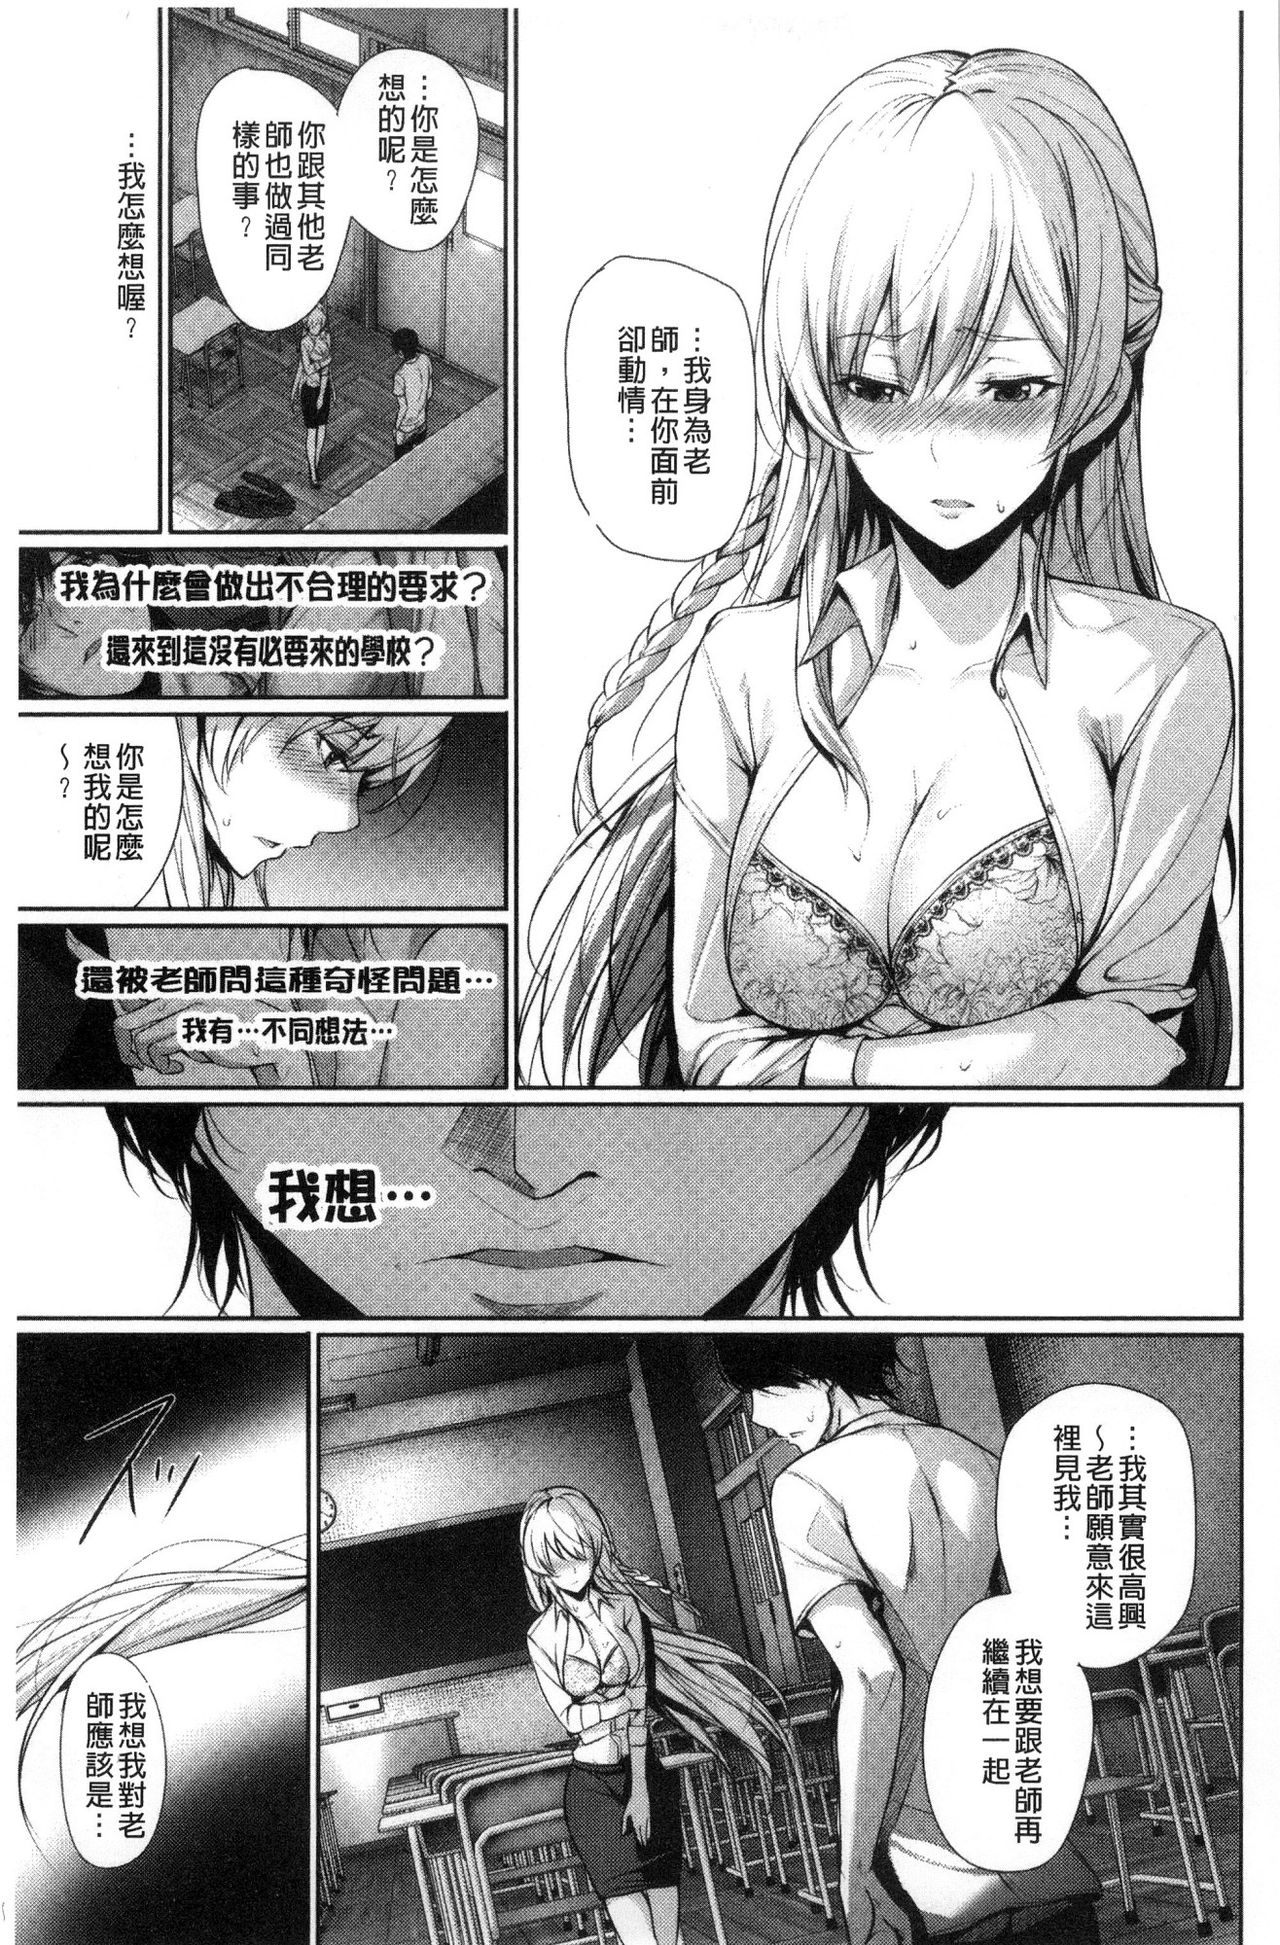 …我身為老
師，在你面前
卻動情…
…你是怎麼
想的呢？
你跟其他老
師也做過同
樣的事？
…我怎麼想喔？
我為什麼會做出不合理的要求？
還來到這沒有必要來的學校？
你是怎麼
想我的呢
～？
還被老師問這種奇怪問題…
我有…不同想法…
我想…
…我其實很高興
～老師願意來這
裡見我…
我想要跟老師再
繼續在一起
ズッ
我想我對老
師應該是…